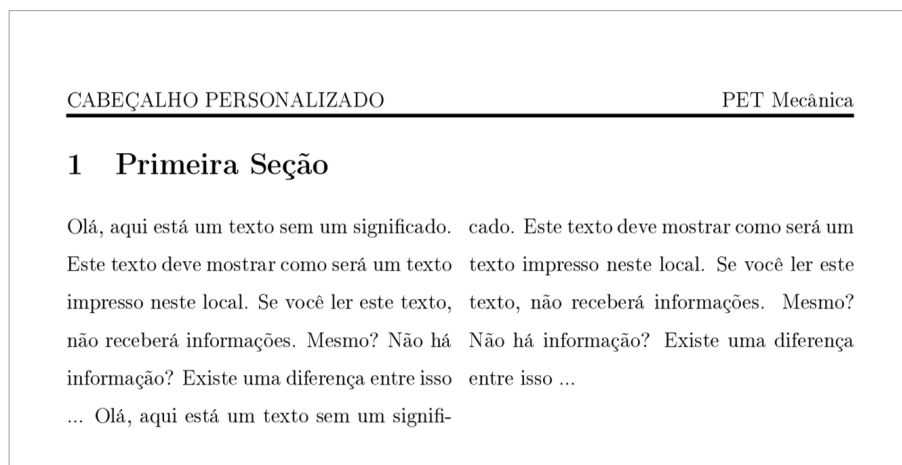 CABEÇALHO PERSONALIZADO PET Mecânica
1 Primeira Seção
Olá, aqui está um texto sem um significado.
Este texto deve mostrar como será um texto
impresso neste local. Se você ler este texto,
não receberá informações. Mesmo? Não há
informação? Existe uma diferença entre isso
... Olá, aqui está um texto sem um signifi-
cado. Este texto deve mostrar como será um
texto impresso neste local. Se você ler este
texto, não receberá informações. Mesmo?
Não há informação? Existe uma diferença
entre isso ...